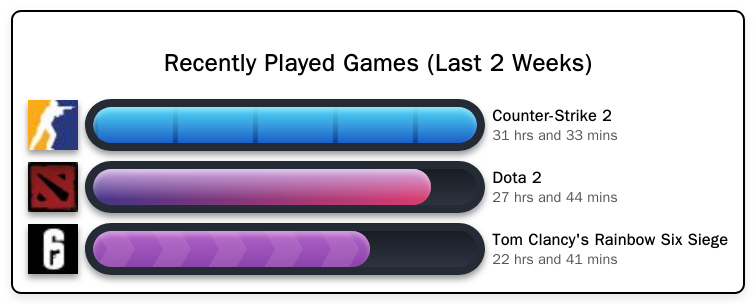 Recently Played Games (Last 2 Weeks)
Counter-Strike 2
31 hrs and 33 mins
Dota 2
27 hrs and 44 mins
Tom Clancy's Rainbow Six Siege
22 hrs and 41 mins